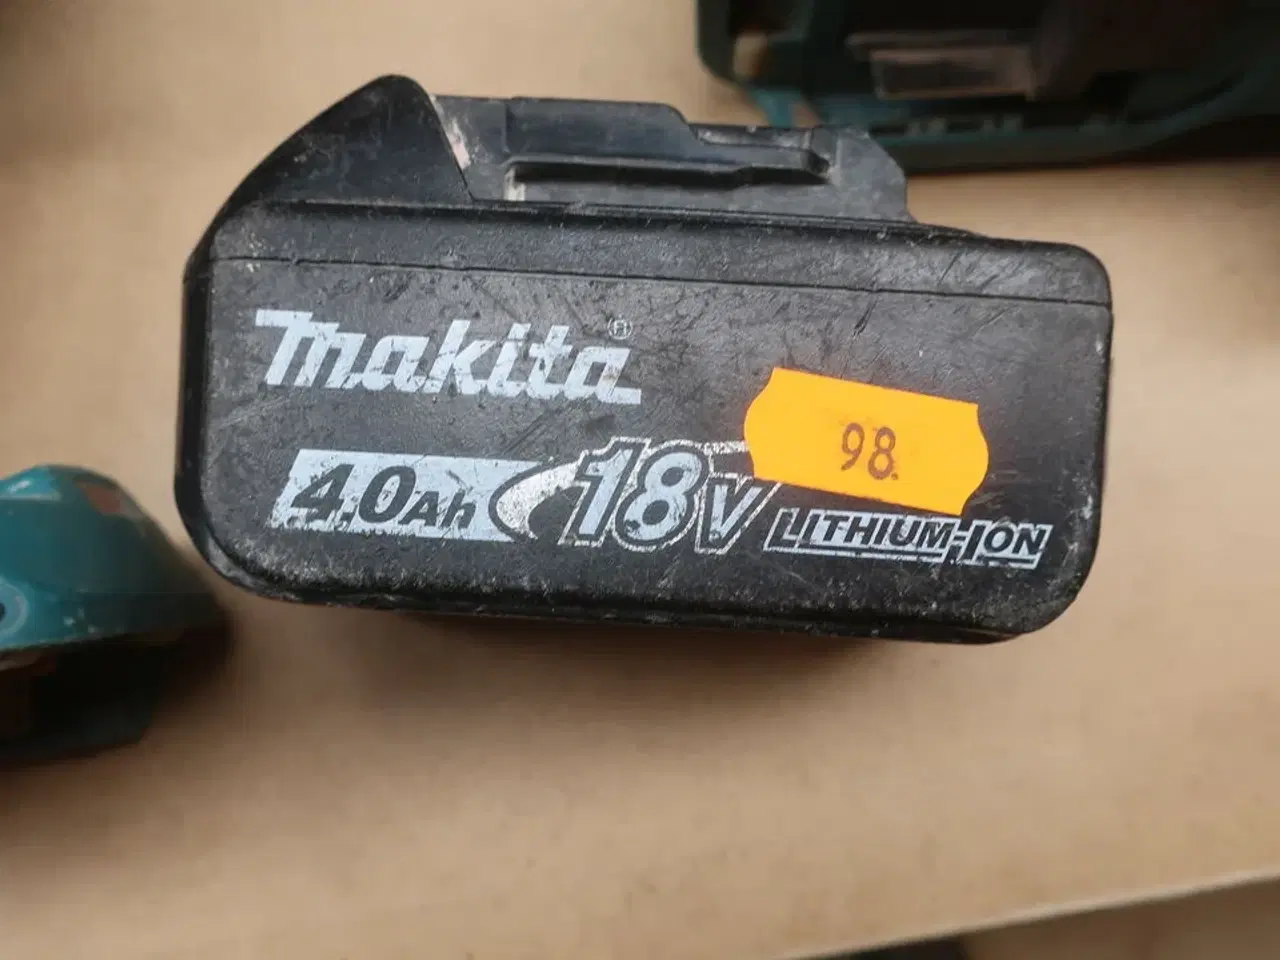 makita®
98.
4.0Ah 18V LITHIUM-ION